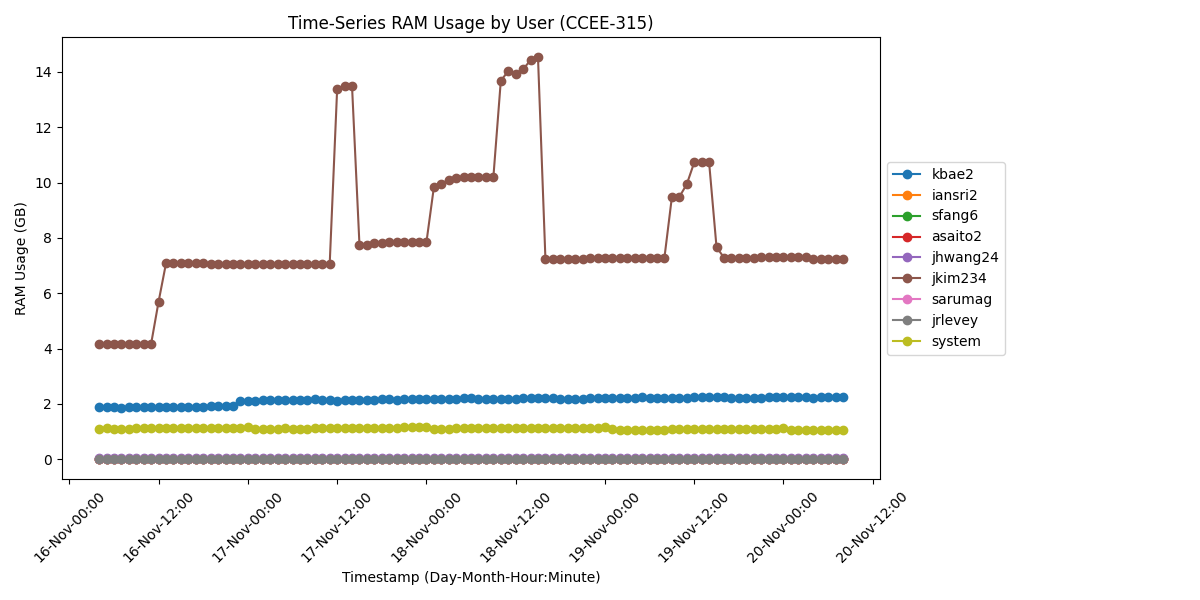 Time-Series RAM Usage by User (CCEE-315)
RAM Usage (GB)
14
12
10
8
6
4
2
0
16-Nov-00:00
16-Nov-12:00
17-Nov-00:00
17-Nov-12:00
18-Nov-00:00
18-Nov-12:00
19-Nov-00:00
19-Nov-12:00
20-Nov-00:00
20-Nov-12:00
Timestamp (Day-Month-Hour:Minute)
kbae2
iansri2
sfang6
asaito2
jhwang24
jkim234
sarumag
jrlevey
system